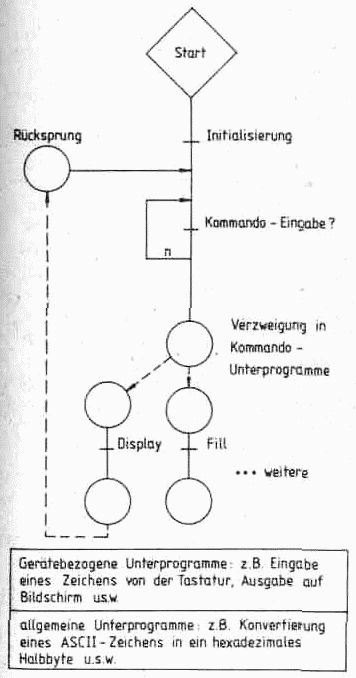 Start
Rücksprung
Initialisierung
Kommando - Eingabe?
n
Verzweigung in
Kommando -
Unterprogramme
Display
Fill
••• weitere
Gerätebezogene Unterprogramme: z.B. Eingabe
eines Zeichens von der Tastatur, Ausgabe auf
Bildschirm usw.
allgemeine Unterprogramme: z.B. Konvertierung
eines ASCII-Zeichens in ein hexadezimales
Halbbyte u.s.w.